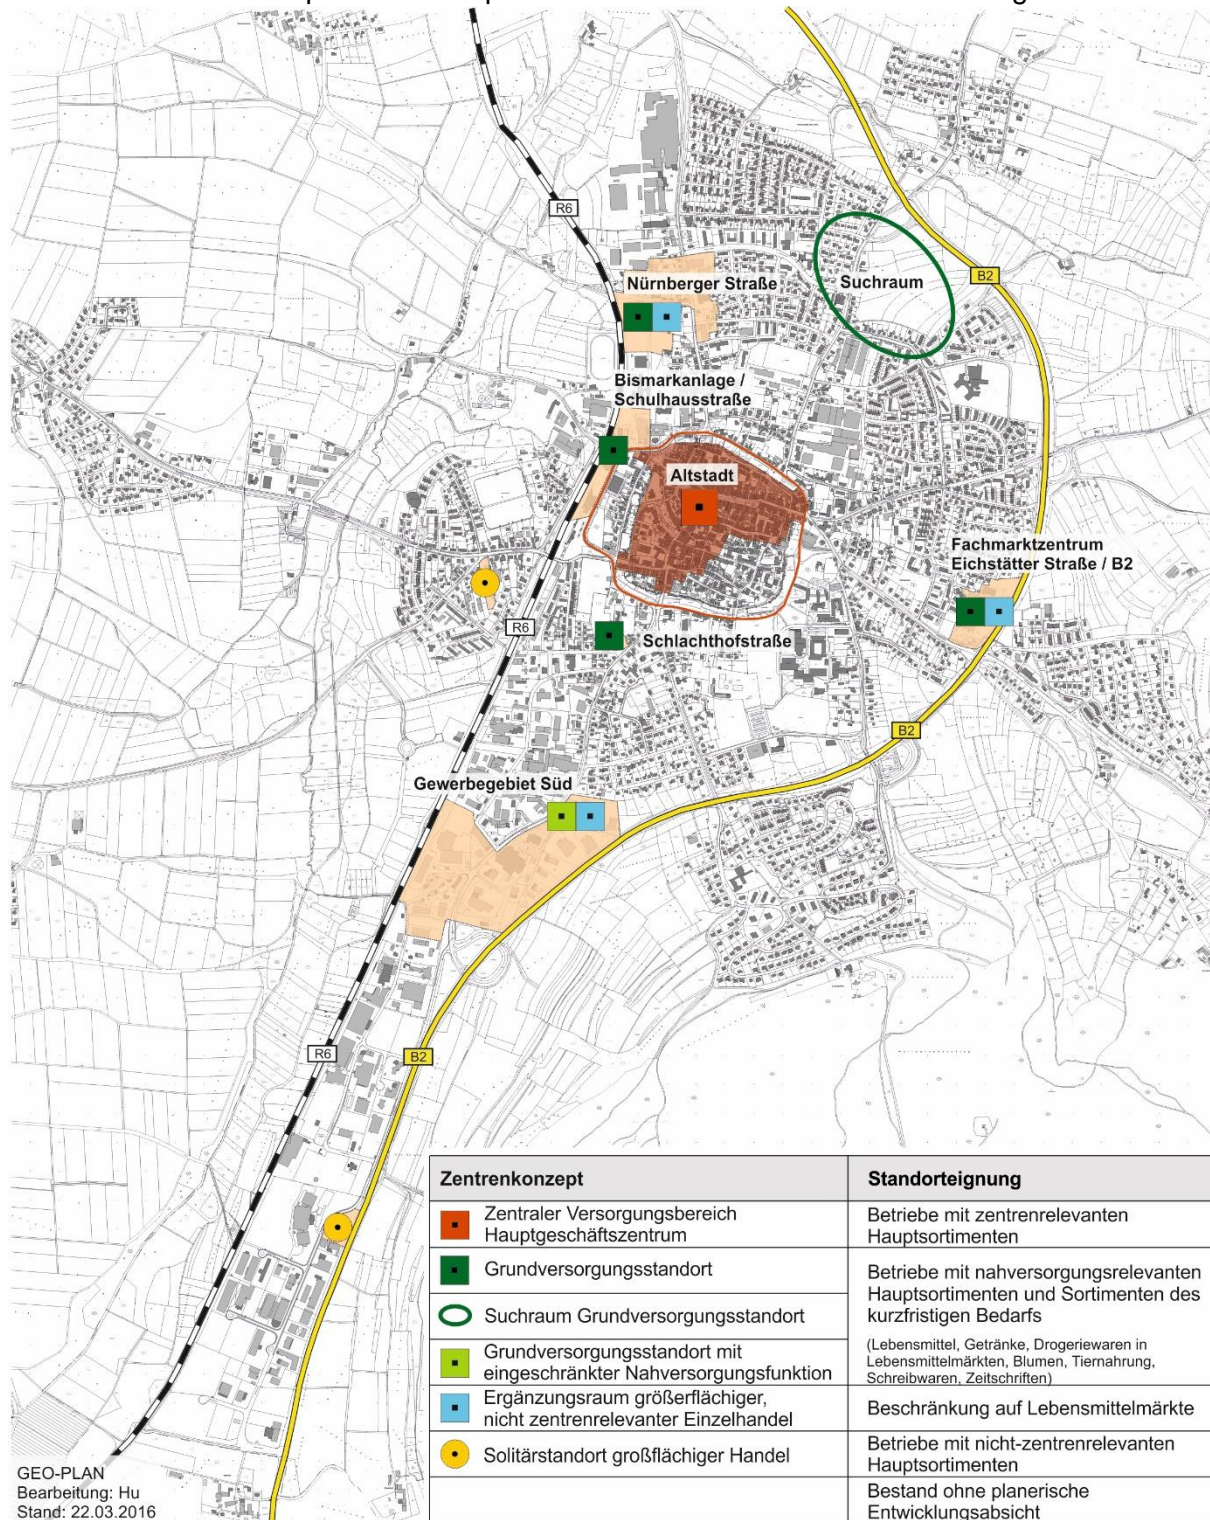 R6
Nürnberger Straße
Suchraum
B2
Bismarkanlage /
Schulhausstraße
Altstadt
Fachmarktzentrum
Eichstätter Straße / B2
R6
Schlachthofstraße
B2
Gewerbegebiet Süd
R6
B2
Zentrenkonzept
Standorteignung
Zentraler Versorgungsbereich
Hauptgeschäftszentrum
Betriebe mit zentrenrelevanten
Hauptsortimenten
Grundversorgungsstandort
Suchraum Grundversorgungsstandort
Grundversorgungsstandort mit
eingeschränkter Nahversorgungsfunktion
Betriebe mit nahversorgungsrelevanten
Hauptsortimenten und Sortimenten des
kurzfristigen Bedarfs
(Lebensmittel, Getränke, Drogeriewaren in
Lebensmittelmärkten, Blumen, Tiernahrung,
Schreibwaren, Zeitschriften)
Ergänzungsraum größerflächiger,
nicht zentrenrelevanter Einzelhandel
Beschränkung auf Lebensmittelmärkte
Solitärstandort großflächiger Handel
Betriebe mit nicht-zentrenrelevanten
Hauptsortimenten
Bestand ohne planerische
Entwicklungsabsicht
GEO-PLAN
Bearbeitung: Hu
Stand: 22.03.2016